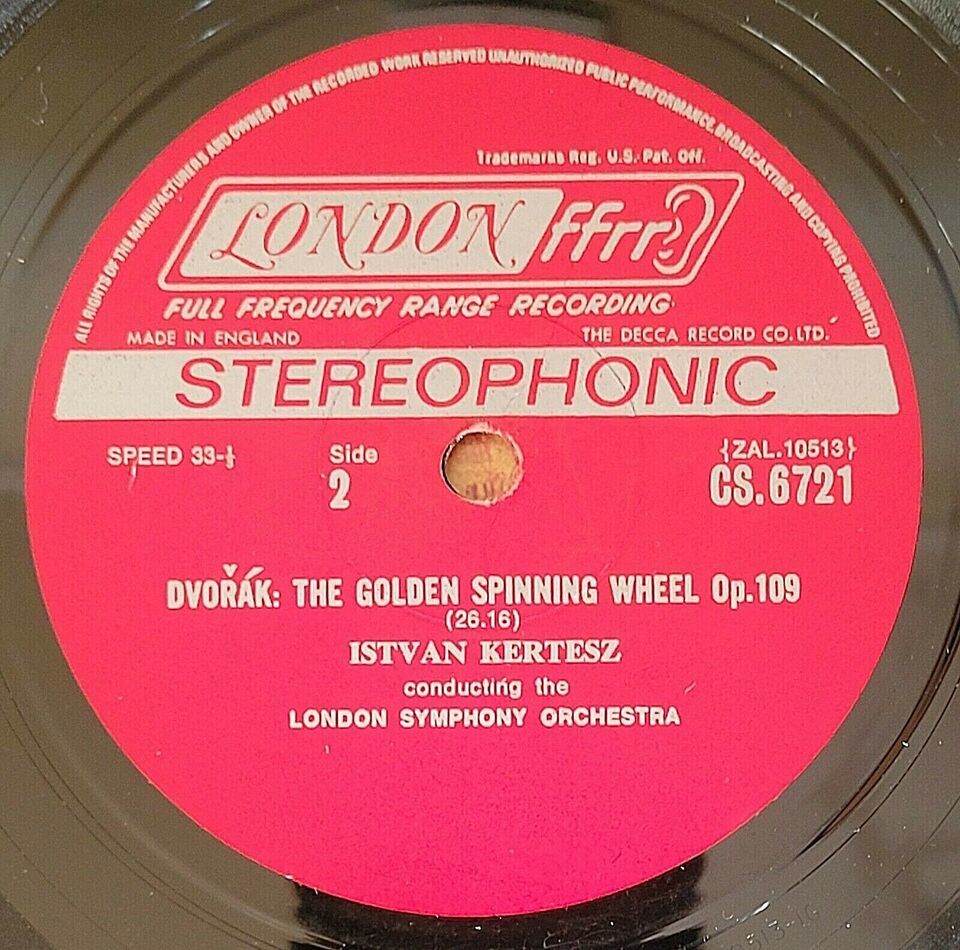 ALL RIGHTS OF THE MANUFACTURERS AND OWNER OF THE RECORDED WORK RESERVED UNAUTHORIZED PUBLIC PERFORMANCE, BROADCASTING AND COPYING PROHIBITED
Trademarks Reg. U.S. Pat. Off.
LONDON ffrr
FULL FREQUENCY RANGE RECORDING
MADE IN ENGLAND THE DECCA RECORD CO. LTD.
STEREOPHONIC
SPEED 33-⅓ Side {ZAL.10513}
2 CS.6721
DVOŘÁK: THE GOLDEN SPINNING WHEEL Op.109
(26.16)
ISTVAN KERTESZ
conducting the
LONDON SYMPHONY ORCHESTRA